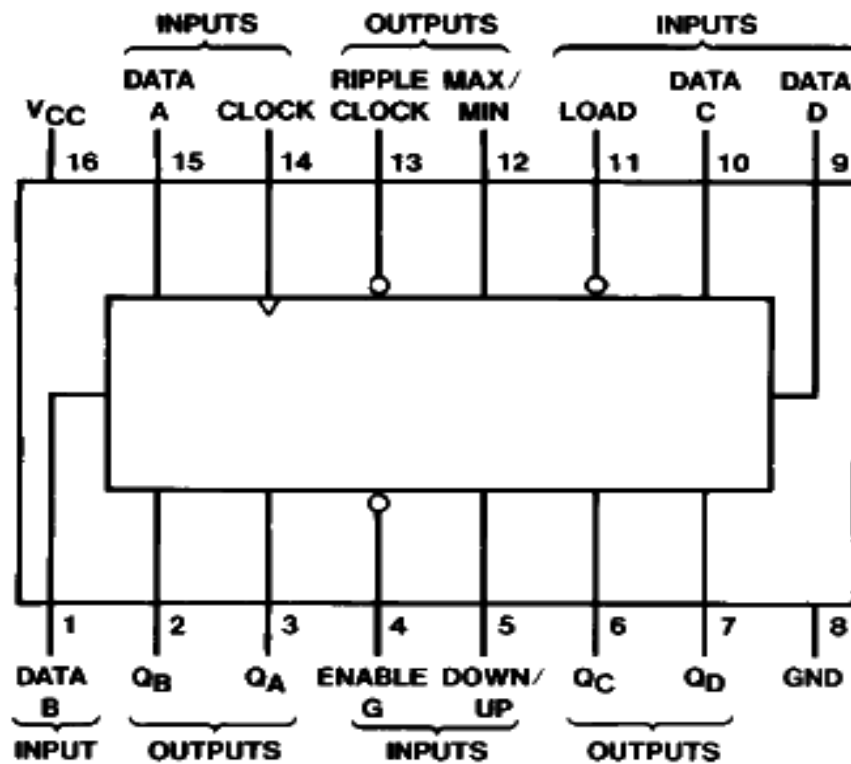 INPUTS OUTPUTS INPUTS
DATA RIPPLE MAX/ DATA DATA
VCC A CLOCK CLOCK MIN LOAD C D
16 15 14 13 12 11 10 9
1 2 3 4 5 6 7 8
DATA QB QA ENABLE DOWN/ QC QD GND
B G UP
INPUT OUTPUTS INPUTS OUTPUTS